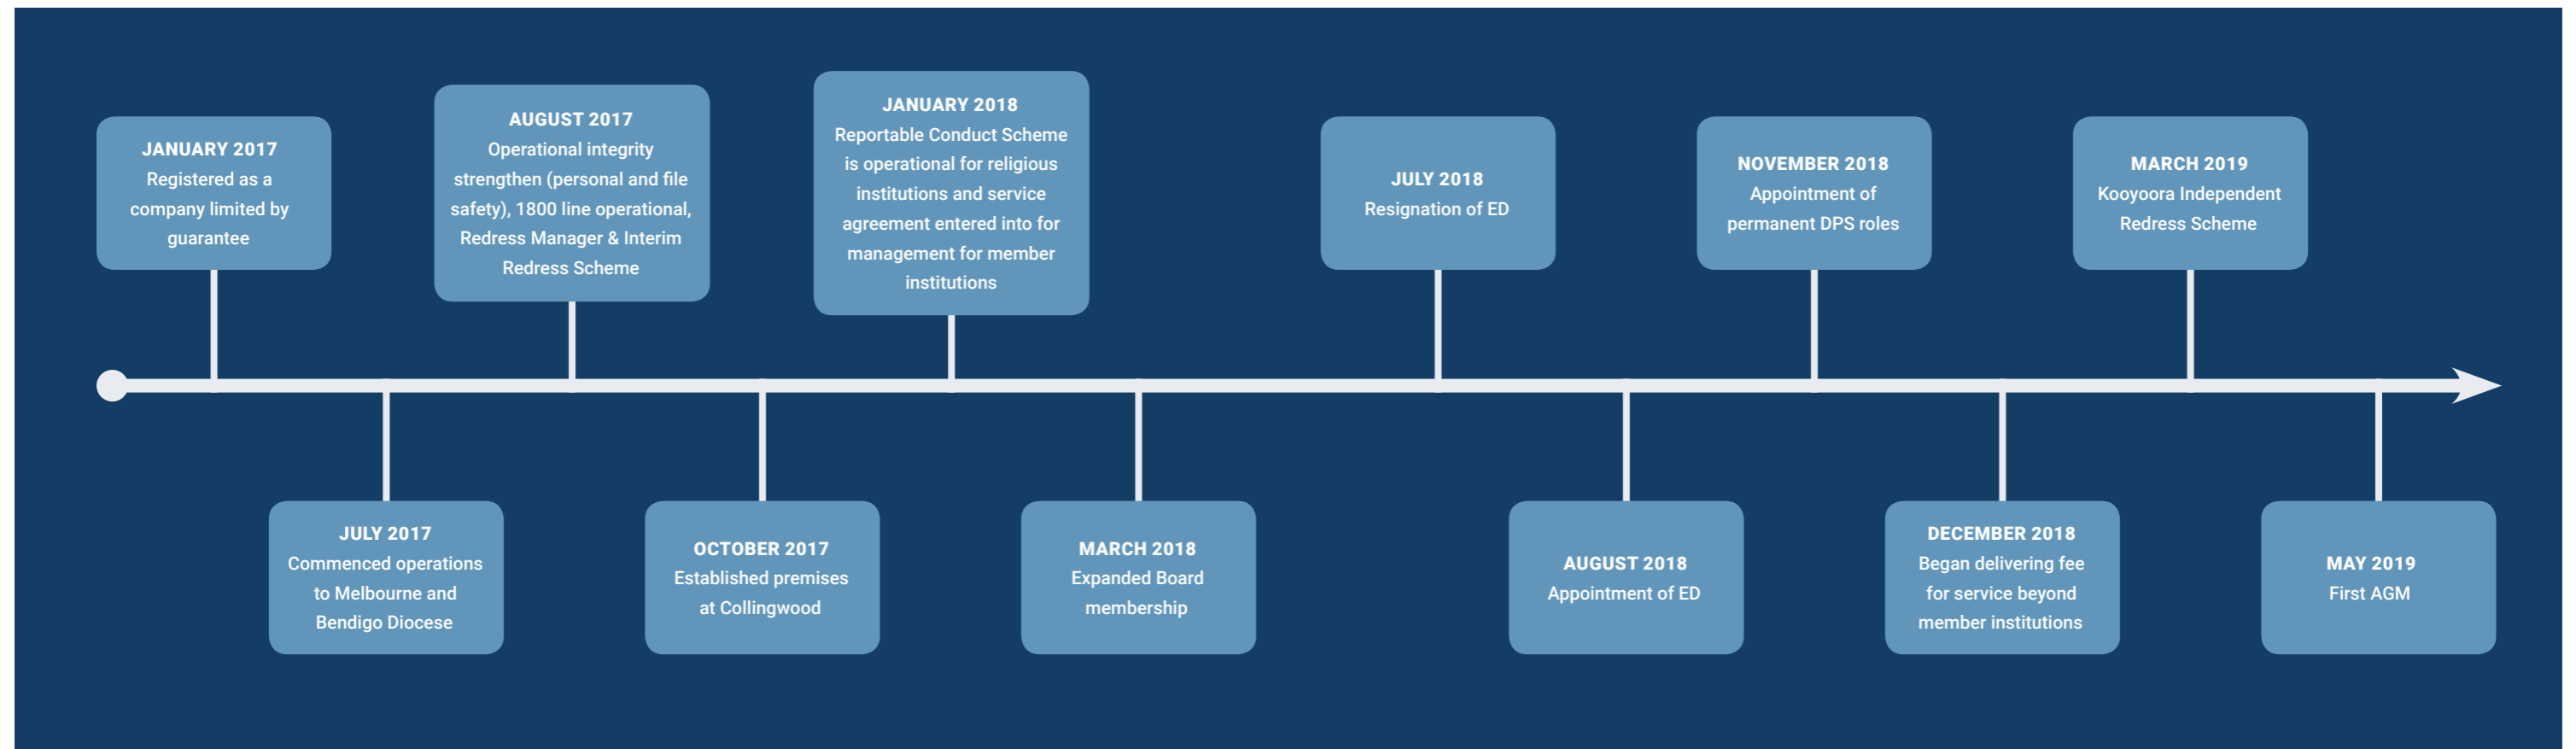 JANUARY 2017
Registered as a
company limited by
guarantee
JULY 2017
Commenced operations
to Melbourne and
Bendigo Diocese
AUGUST 2017
Operational integrity
strengthen (personal and file
safety), 1800 line operational,
Redress Manager & Interim
Redress Scheme
OCTOBER 2017
Established premises
at Collingwood
JANUARY 2018
Reportable Conduct Scheme
is operational for religious
institutions and service
agreement entered into for
management for member
institutions
MARCH 2018
Expanded Board
membership
JULY 2018
Resignation of ED
AUGUST 2018
Appointment of ED
NOVEMBER 2018
Appointment of
permanent DPS roles
DECEMBER 2018
Began delivering fee
for service beyond
member institutions
MARCH 2019
Kooyoora Independent
Redress Scheme
MAY 2019
First AGM